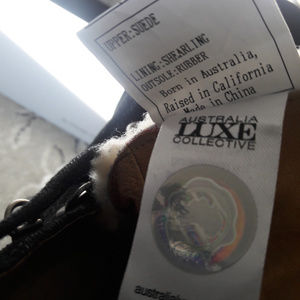 UPPER:SUEDE
LINING:SHEARLING
OUTSOLE:RUBBER
Born in Australia,
Raised in California
Made in China
AUSTRALIA
LUXE
COLLECTIVE